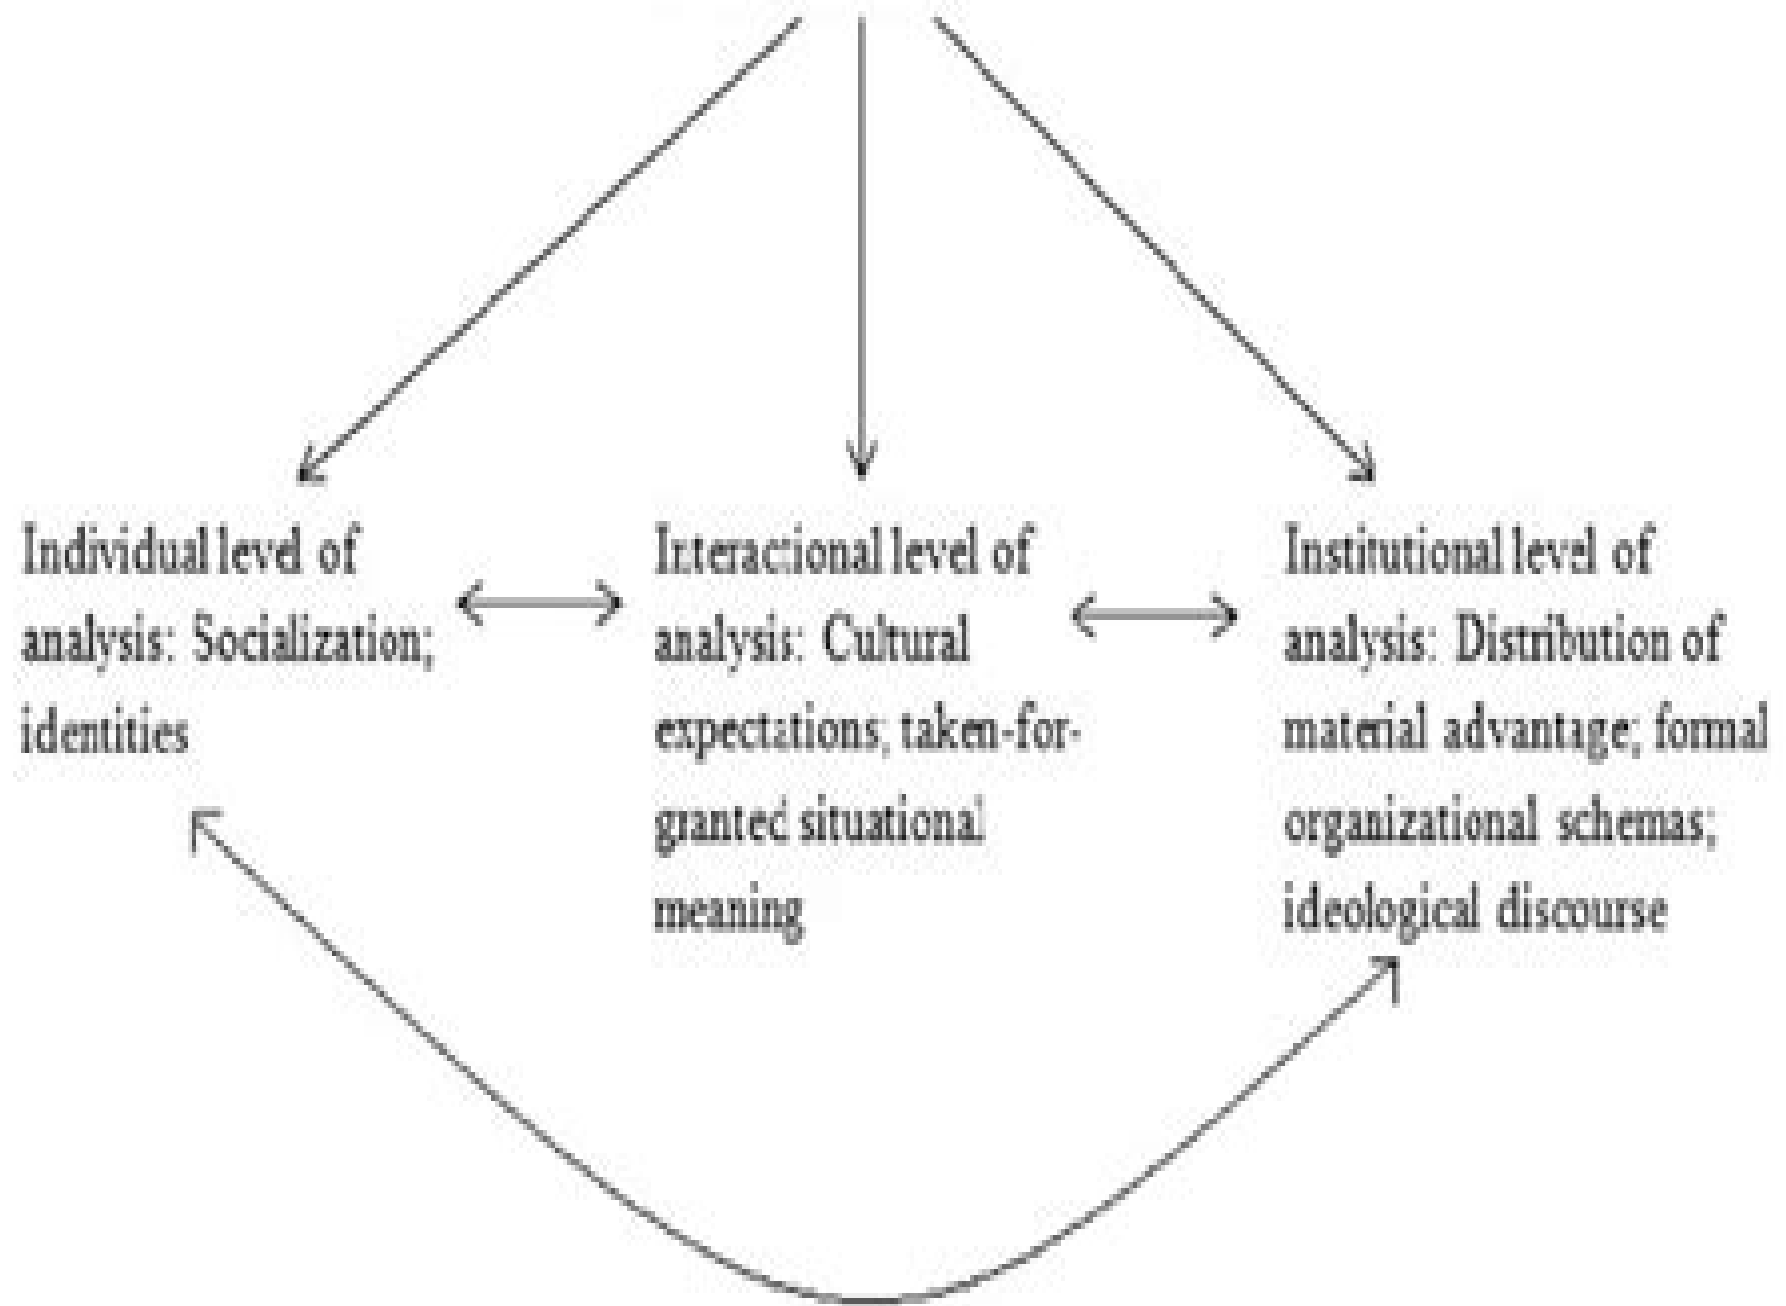 Individual level of
analysis: Socialization;
identities
Interactional level of
analysis: Cultural
expectations; taken-for-
granted situational
meaning
Institutional level of
analysis: Distribution of
material advantage; formal
organizational schemas;
ideological discourse